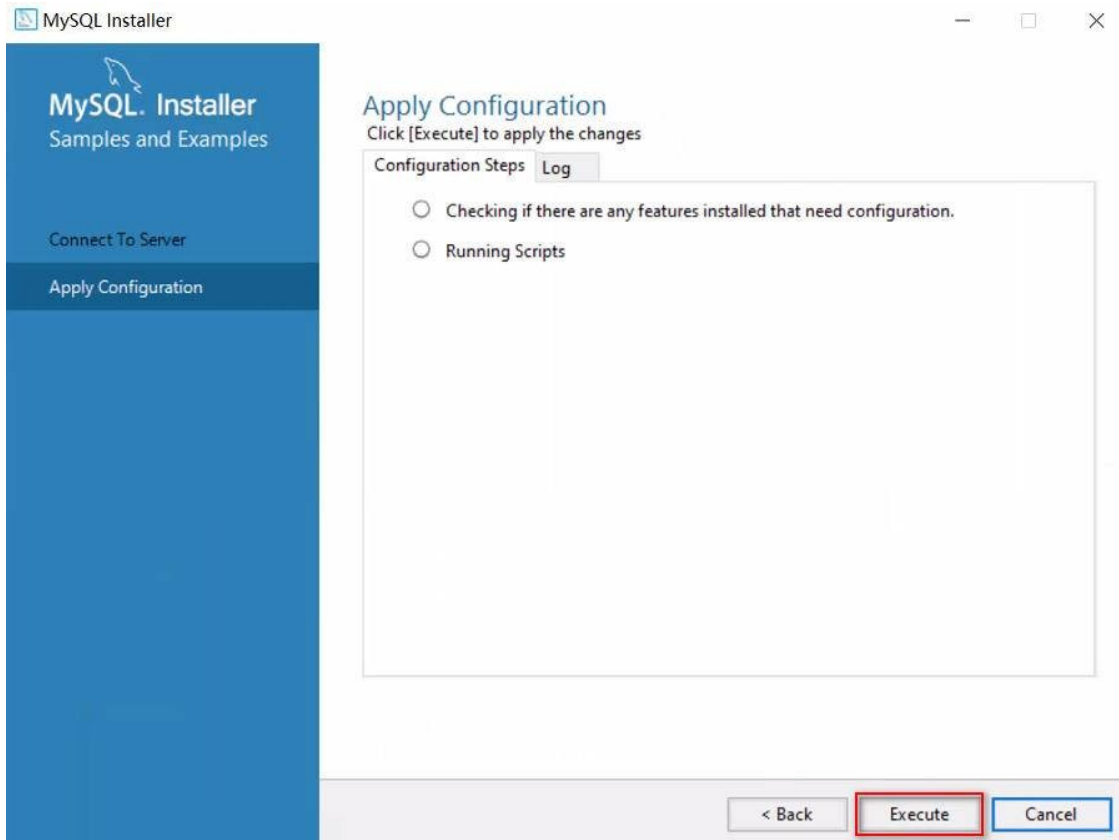 MySQL Installer
MySQL. Installer
Samples and Examples
Connect To Server
Apply Configuration
Apply Configuration
Click [Execute] to apply the changes
Configuration Steps Log
Checking if there are any features installed that need configuration.
Running Scripts
< Back Execute Cancel